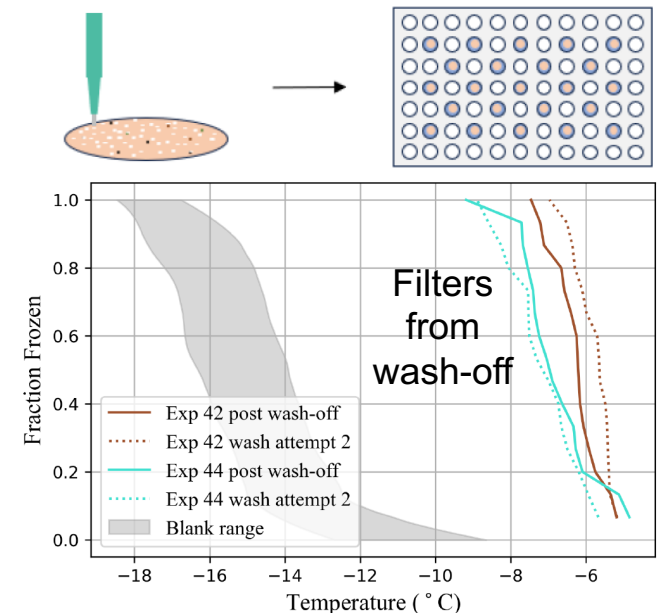 1.0
0.8
0.6
0.4
0.2
0.0
Fraction Frozen
Filters
from
wash-off
Exp 42 post wash-off
Exp 42 wash attempt 2
Exp 44 post wash-off
Exp 44 wash attempt 2
Blank range
−18 −16 −14 −12 −10 −8 −6
Temperature (°C)